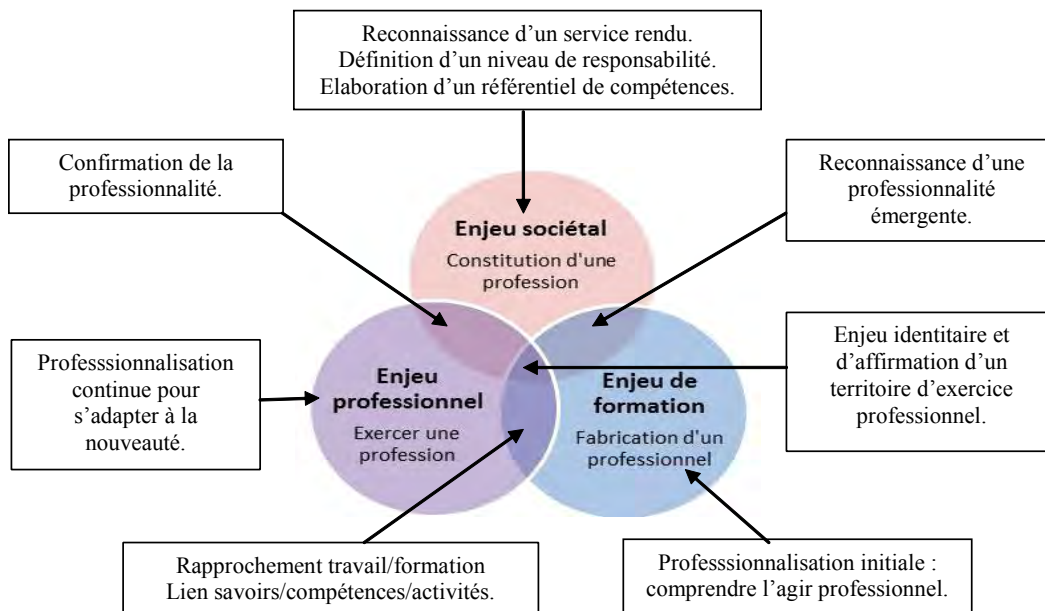 Reconnaissance d’un service rendu.
Définition d’un niveau de responsabilité.
Elaboration d’un référentiel de compétences.
Confirmation de la
professionnalité.
Reconnaissance d’une
professionnalité
émergente.
Enjeu sociétal
Constitution d'une
profession
Professsionnalisation
continue pour
s’adapter à la
nouveauté.
Enjeu
professionnel
Exercer une
profession
Enjeu de
formation
Fabrication d'un
professionnel
Enjeu identitaire et
d’affirmation d’un
territoire d’exercice
professionnel.
Rapprochement travail/formation
Lien savoirs/compétences/activités.
Professsionnalisation initiale :
comprendre l’agir professionnel.